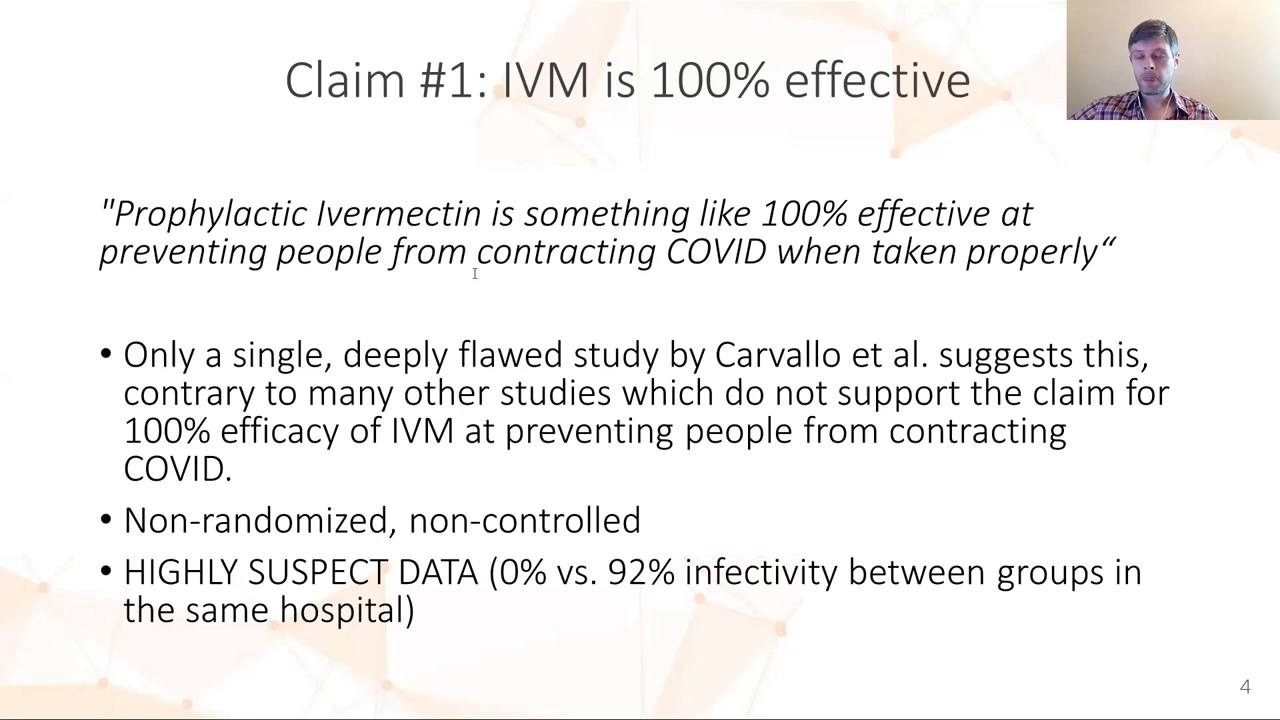 Claim #1: IVM is 100% effective
"Prophylactic Ivermectin is something like 100% effective at
preventing people from contracting COVID when taken properly“
• Only a single, deeply flawed study by Carvallo et al. suggests this,
contrary to many other studies which do not support the claim for
100% efficacy of IVM at preventing people from contracting
COVID.
• Non-randomized, non-controlled
• HIGHLY SUSPECT DATA (0% vs. 92% infectivity between groups in
the same hospital)
4